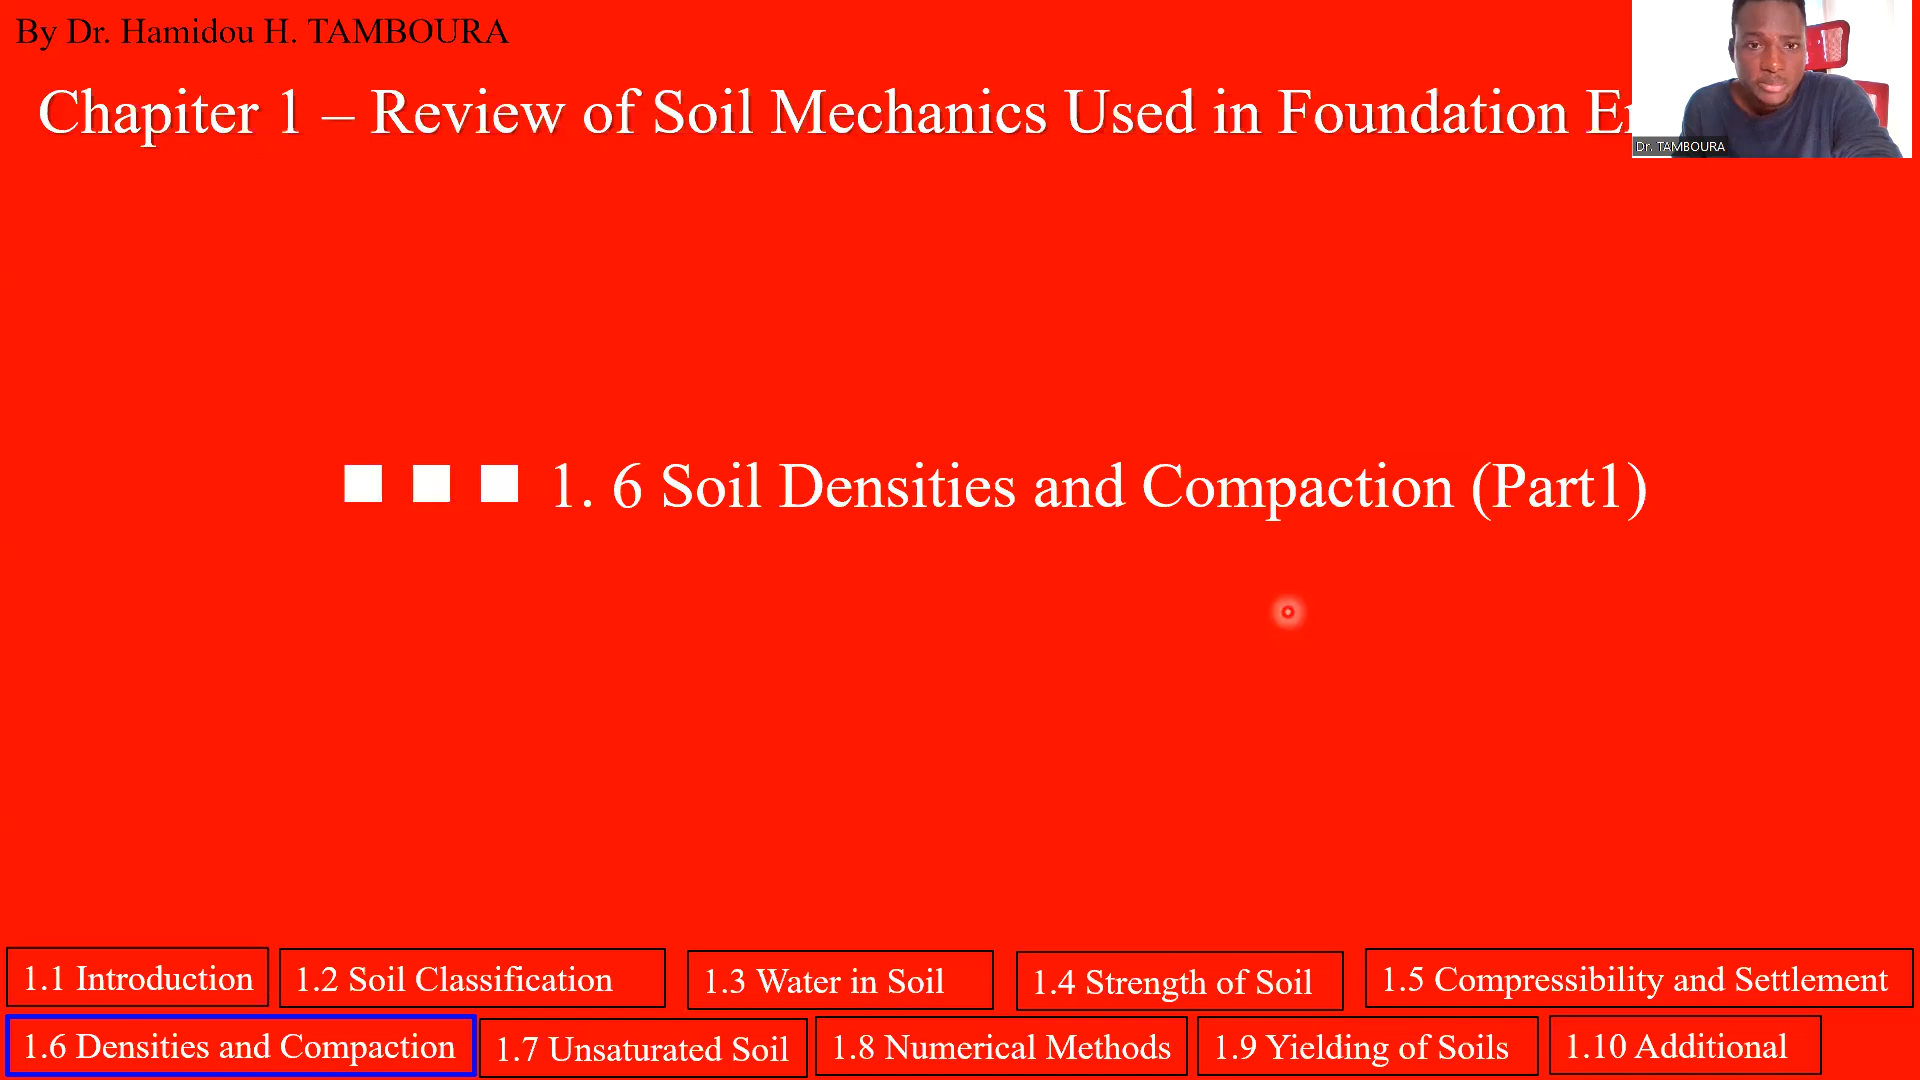 By Dr. Hamidou H. TAMBOURA
Chapiter 1 – Review of Soil Mechanics Used in Foundation
Dr. TAMBOURA
1. 6 Soil Densities and Compaction (Part1)
1.1 Introduction
1.2 Soil Classification
1.3 Water in Soil
1.4 Strength of Soil
1.5 Compressibility and Settlement
1.6 Densities and Compaction
1.7 Unsaturated Soil
1.8 Numerical Methods
1.9 Yielding of Soils
1.10 Additional